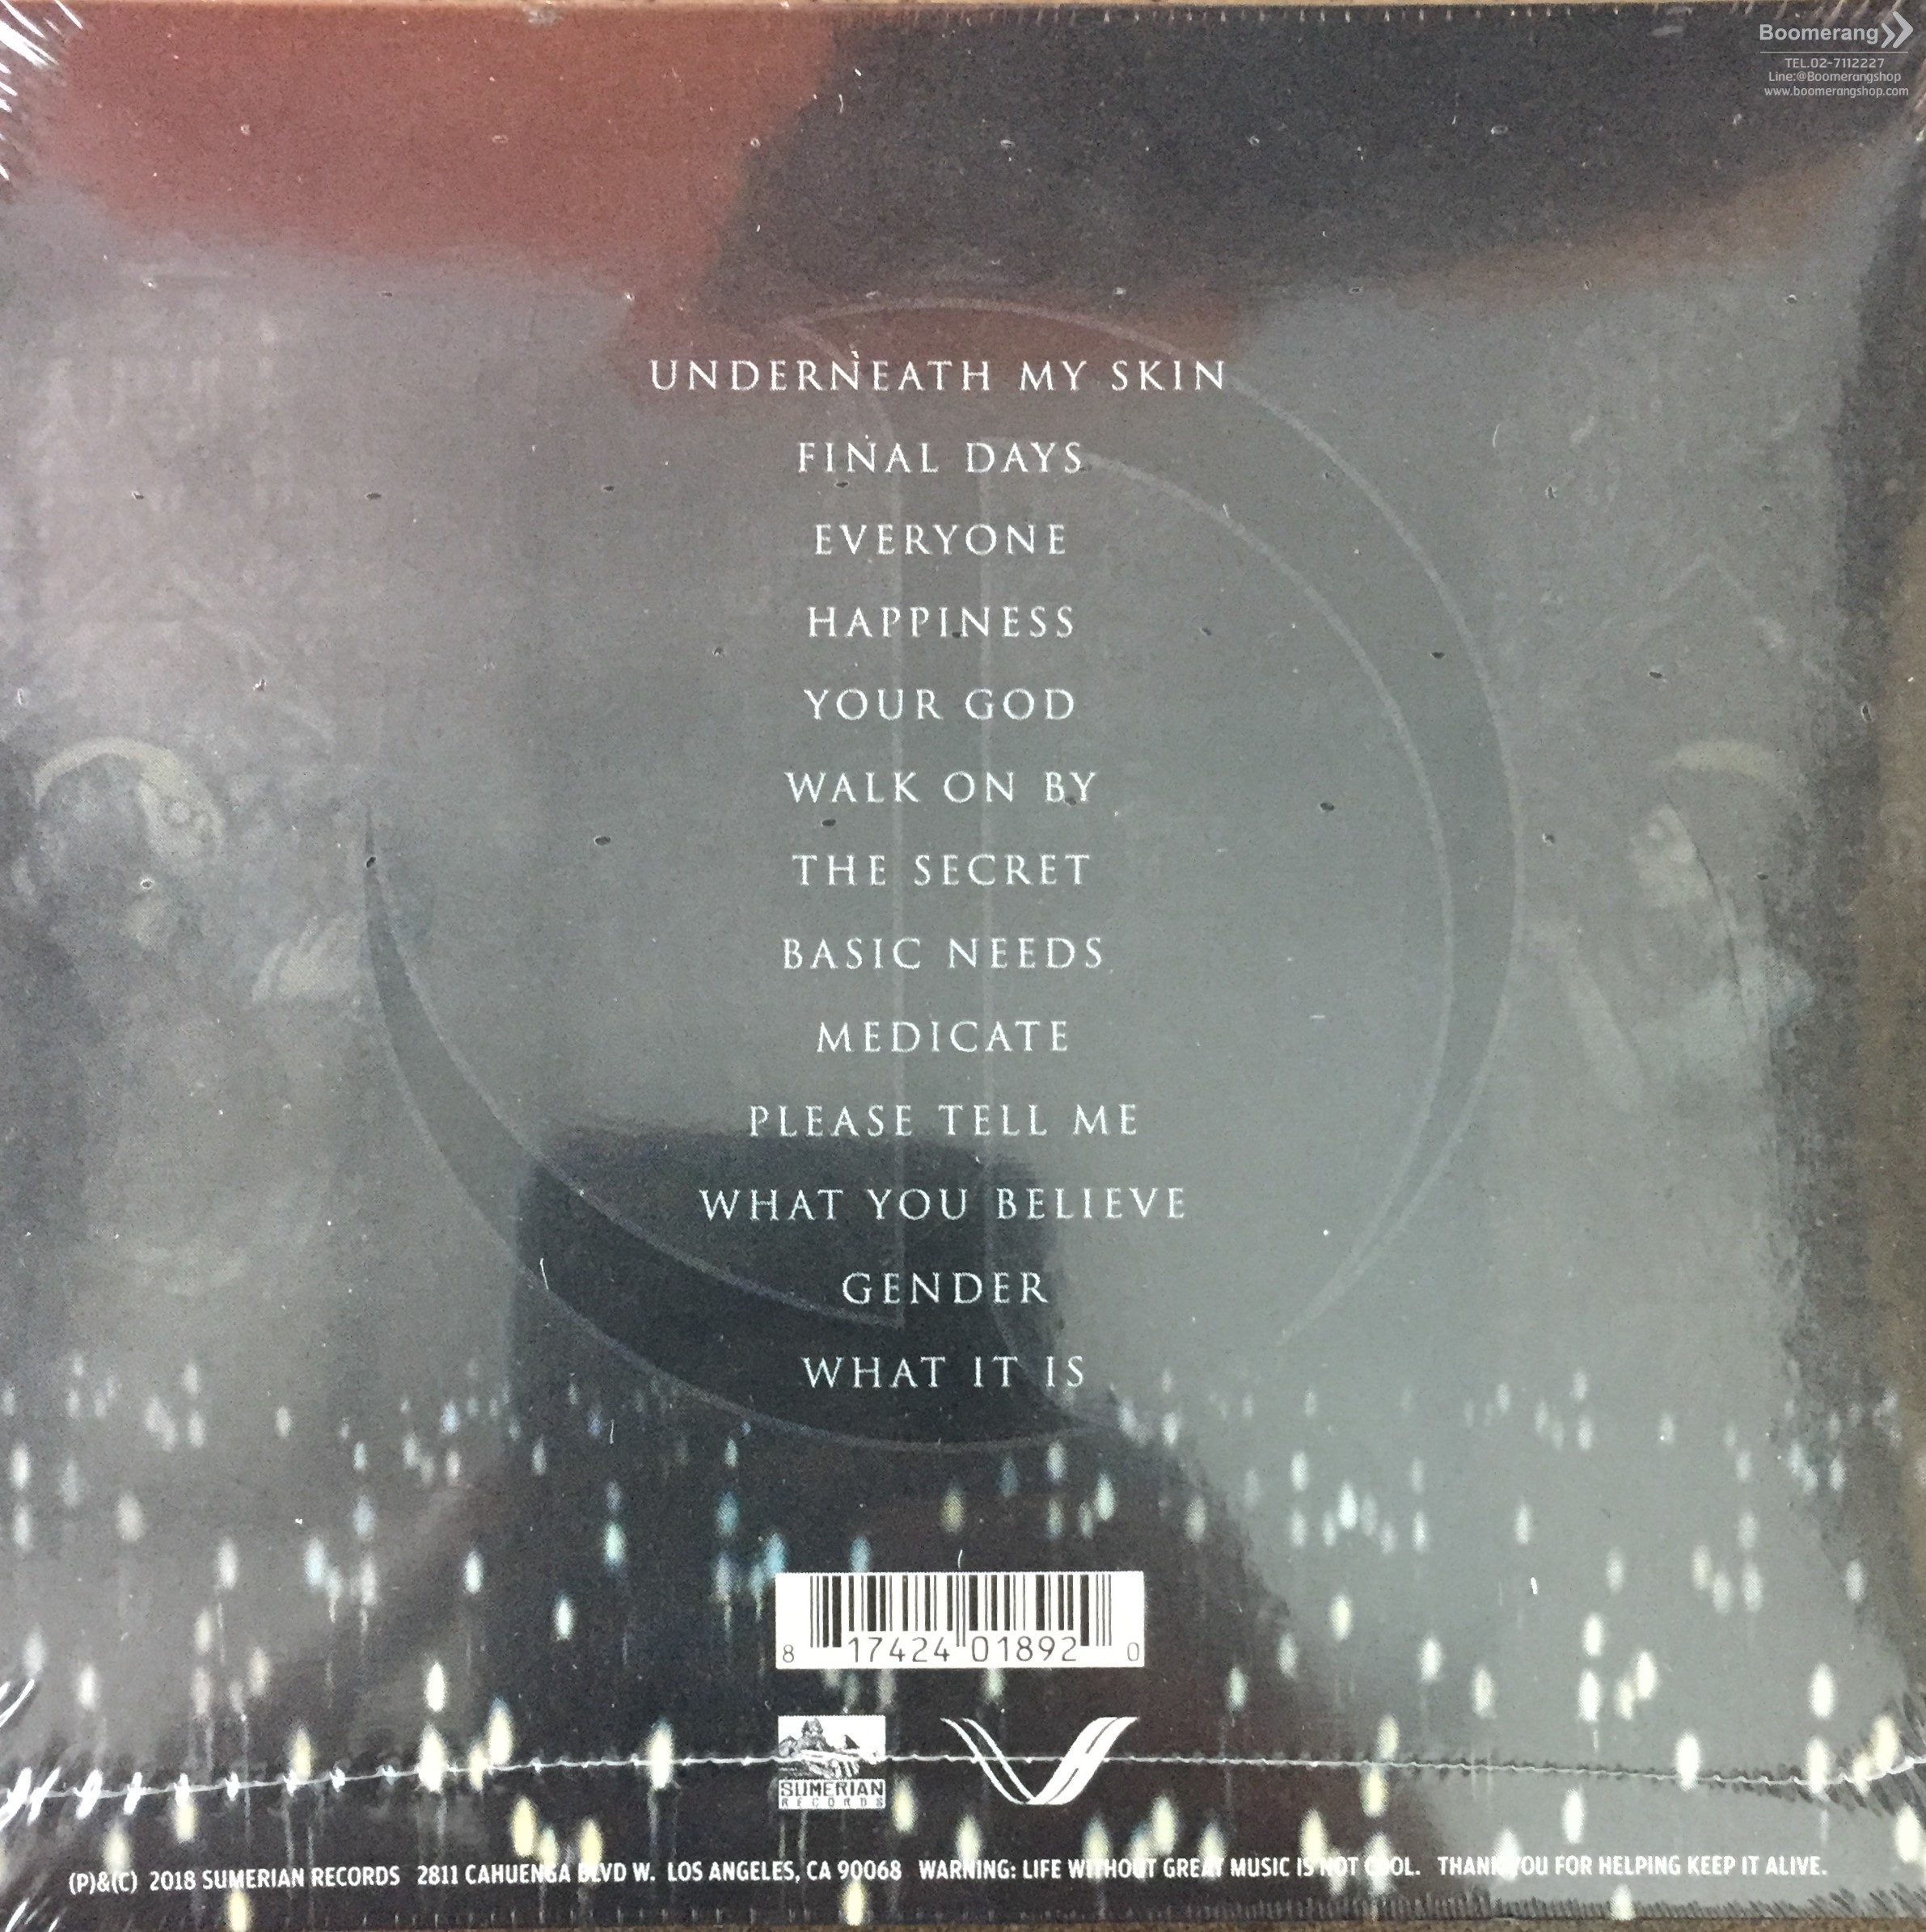 Boomerang
TEL.02-7112227
Line:@Boomerangshop
www.boomerangshop.com
UNDERNEATH MY SKIN
FINAL DAYS
EVERYONE
HAPPINESS
YOUR GOD
WALK ON BY
THE SECRET
BASIC NEEDS
MEDICATE
PLEASE TELL ME
WHAT YOU BELIEVE
GENDER
WHAT IT IS
8 17424 01892 0
SUMERIAN
RECORDS
(P)&(C) 2018 SUMERIAN RECORDS 2811 CAHUENGA BLVD W. LOS ANGELES, CA 90068 WARNING: LIFE WITHOUT GREAT MUSIC IS NOT COOL. THANK YOU FOR HELPING KEEP IT ALIVE.